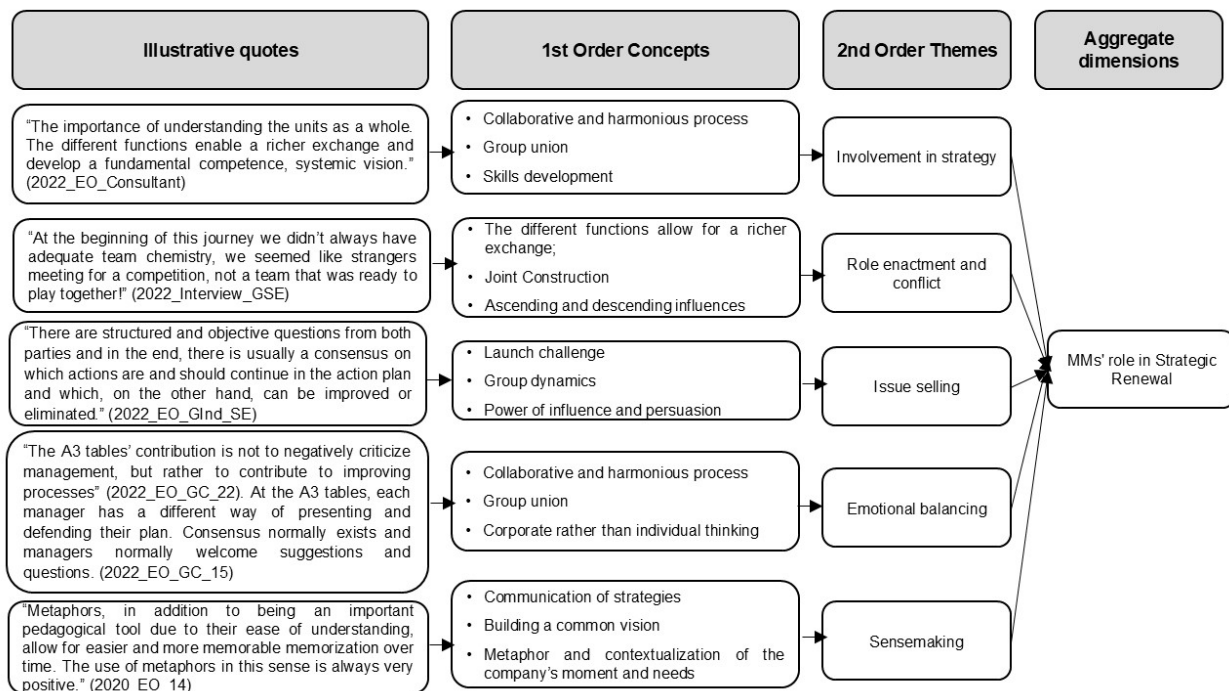 Illustrative quotes
1st Order Concepts
2nd Order Themes
Aggregate
dimensions
“The importance of understanding the units as a whole.
The different functions enable a richer exchange and
develop a fundamental competence, systemic vision.”
(2022_EO_Consultant)
• Collaborative and harmonious process
• Group union
• Skills development
Involvement in strategy
“At the beginning of this journey we didn’t always have
adequate team chemistry, we seemed like strangers
meeting for a competition, not a team that was ready to
play together!” (2022_Interview_GSE)
• The different functions allow for a richer
exchange;
• Joint Construction
• Ascending and descending influences
Role enactment and
conflict
“There are structured and objective questions from both
parties and in the end, there is usually a consensus on
which actions are and should continue in the action plan
and which, on the other hand, can be improved or
eliminated.” (2022_EO_GInd_SE)
• Launch challenge
• Group dynamics
• Power of influence and persuasion
Issue selling
MMs’ role in Strategic
Renewal
“The A3 tables’ contribution is not to negatively criticize
management, but rather to contribute to improving
processes” (2022_EO_GC_22). At the A3 tables, each
manager has a different way of presenting and
defending their plan. Consensus normally exists and
managers normally welcome suggestions and
questions. (2022_EO_GC_15)
• Collaborative and harmonious process
• Group union
• Corporate rather than individual thinking
Emotional balancing
“Metaphors, in addition to being an important
pedagogical tool due to their ease of understanding,
allow for easier and more memorable memorization over
time. The use of metaphors in this sense is always very
positive.” (2020_EO_14)
• Communication of strategies
• Building a common vision
• Metaphor and contextualization of the
company’s moment and needs
Sensemaking